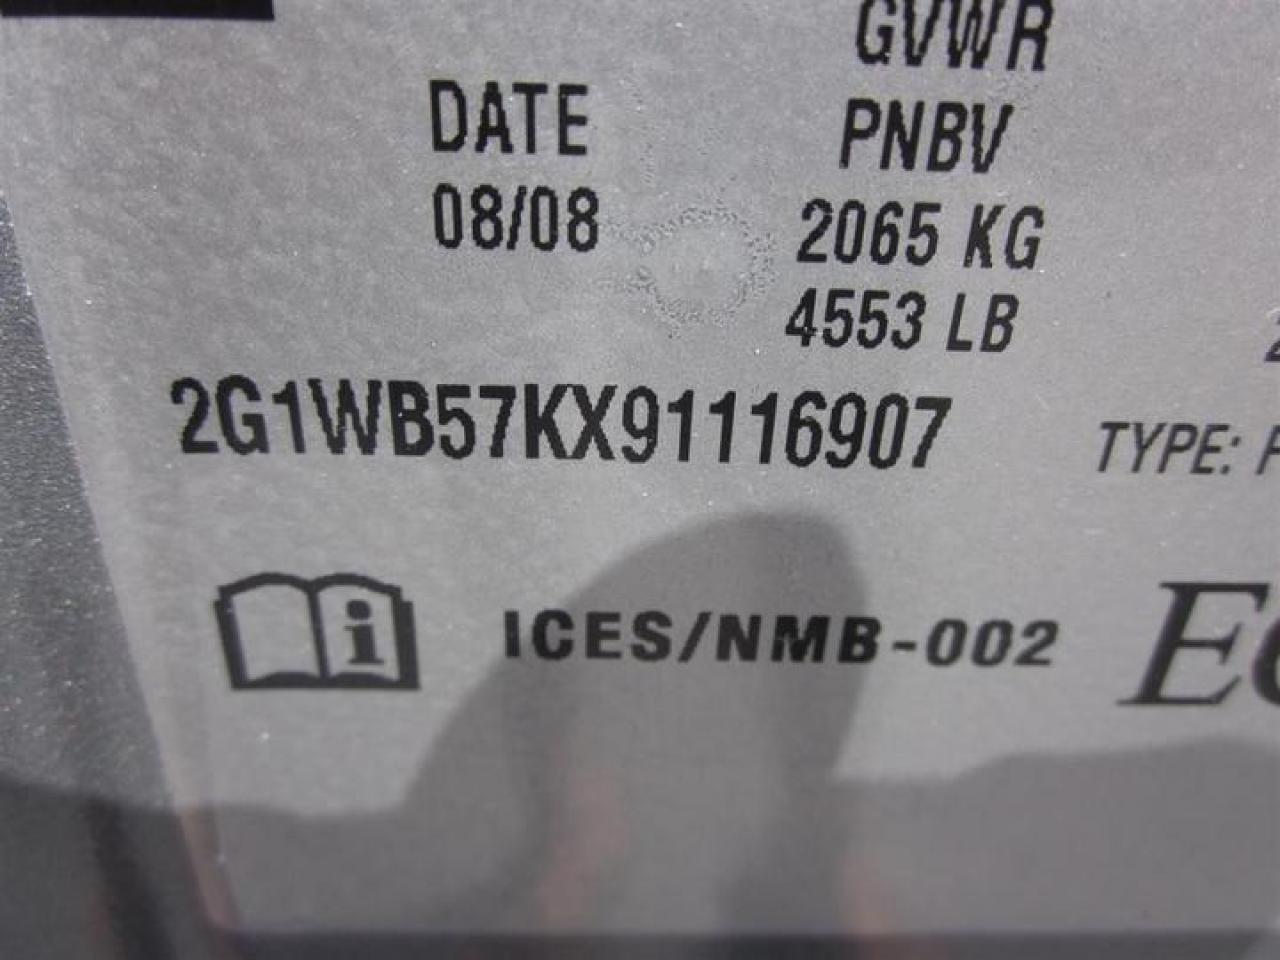 GVWR
DATE PNBV
08/08 2065 KG
4553 LB
2G1WB57KX91116907 TYPE:
i ICES/NMB-002